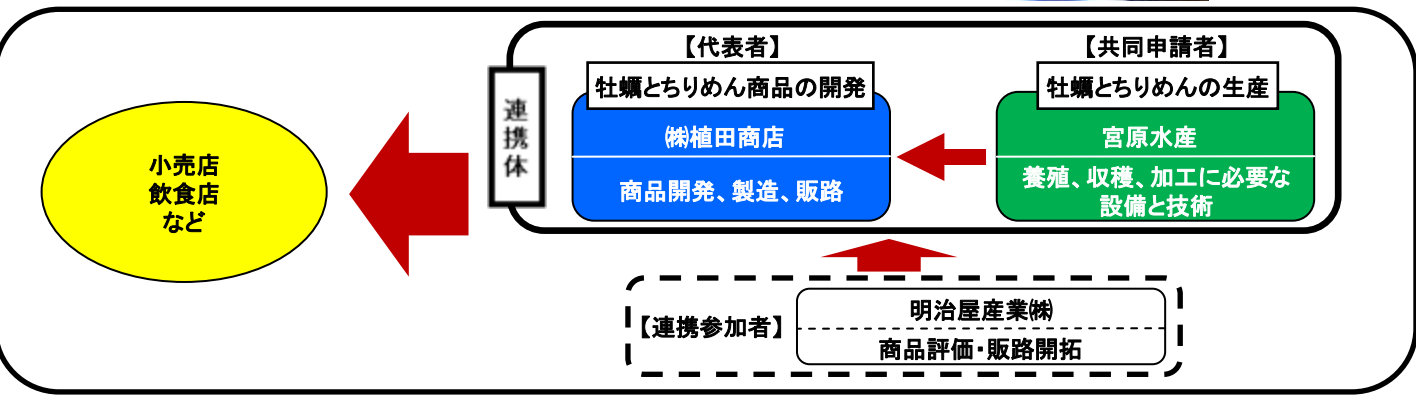 【代表者】
牡蠣とちりめん商品の開発
㈱植田商店
商品開発、製造、販路
【共同申請者】
牡蠣とちりめんの生産
宮原水産
養殖、収穫、加工に必要な
設備と技術
連
携
体
小売店
飲食店
など
【連携参加者】
明治屋産業㈱
商品評価・販路開拓